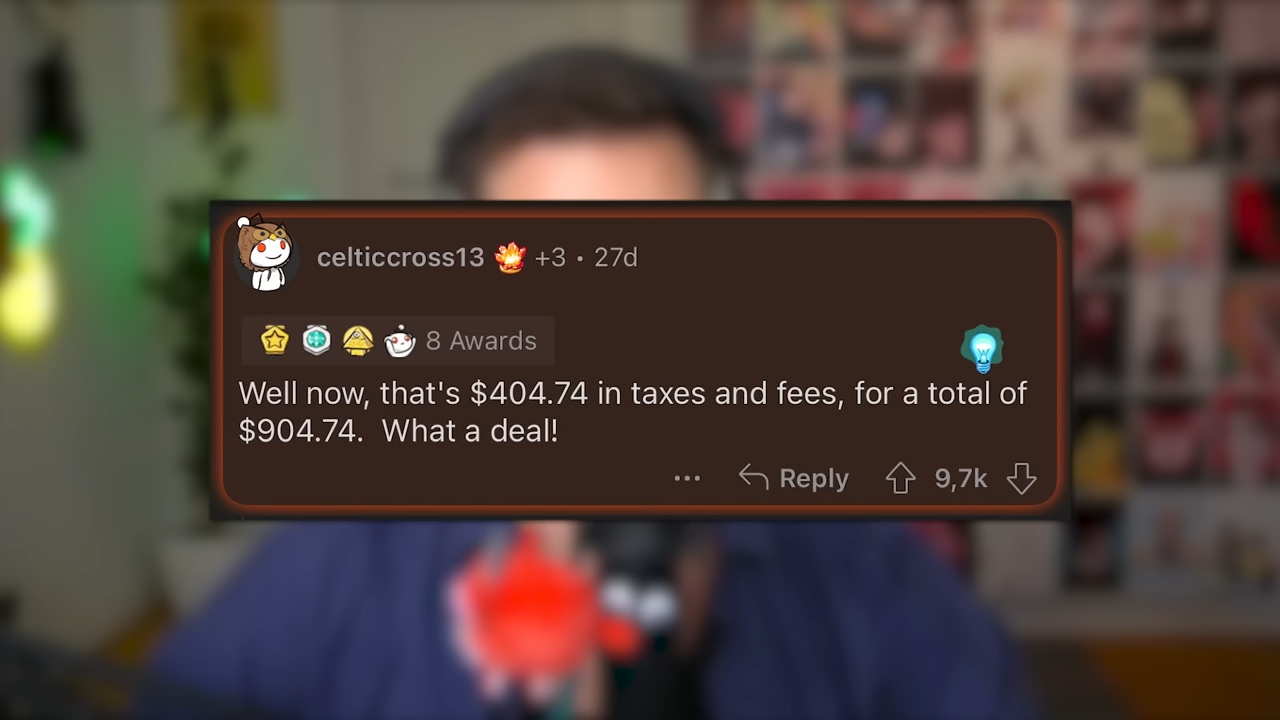 celticcross13 +3 • 27d
8 Awards
Well now, that's $404.74 in taxes and fees, for a total of
$904.74.  What a deal!
... Reply 9,7k